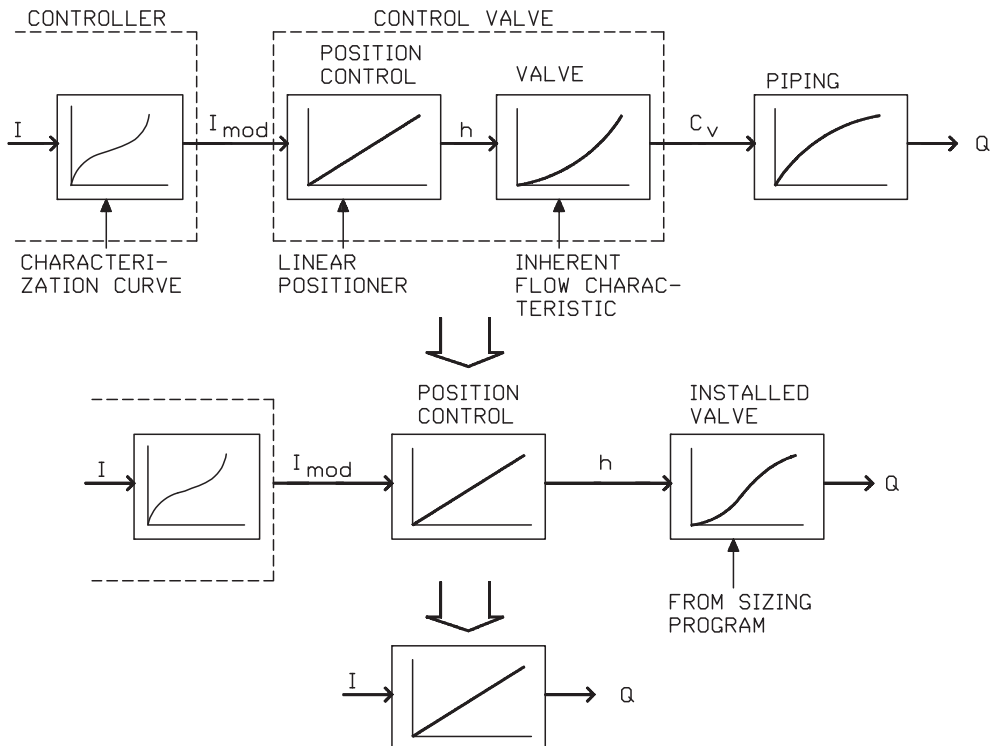 CONTROLLER
CONTROL VALVE
POSITION
CONTROL
VALVE
PIPING
I
I mod
h
C v
Q
CHARACTERI-
ZATION CURVE
LINEAR
POSITIONER
INHERENT
FLOW CHARAC-
TERISTIC
POSITION
CONTROL
INSTALLED
VALVE
I
I mod
h
Q
FROM SIZING
PROGRAM
I
Q